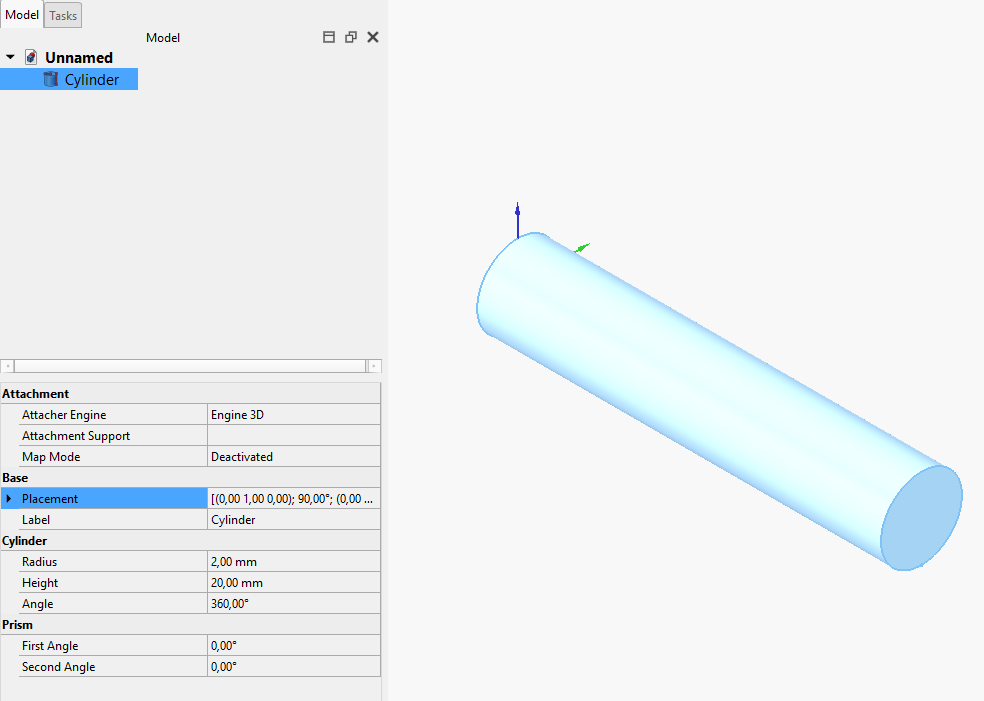 Model Tasks
Model
Unnamed
Cylinder
Attachment
Attacher Engine Engine 3D
Attachment Support
Map Mode Deactivated
Base
Placement [(0,00 1,00 0,00); 90,00°; (0,00 ...
Label Cylinder
Cylinder
Radius 2,00 mm
Height 20,00 mm
Angle 360,00°
Prism
First Angle 0,00°
Second Angle 0,00°